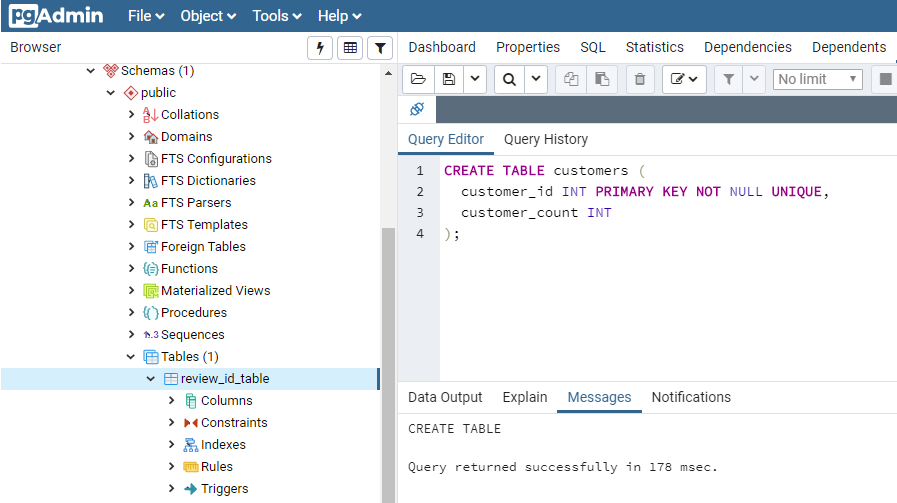 pgAdmin File Object Tools Help
Browser
Dashboard Properties SQL Statistics Dependencies Dependents
Schemas (1)
public
Collations
Domains
FTS Configurations
FTS Dictionaries
FTS Parsers
FTS Templates
Foreign Tables
Functions
Materialized Views
Procedures
Sequences
Tables (1)
review_id_table
Columns
Constraints
Indexes
Rules
Triggers
No limit
Query Editor Query History
1 CREATE TABLE customers (
2 customer_id INT PRIMARY KEY NOT NULL UNIQUE,
3 customer_count INT
4 );
Data Output Explain Messages Notifications
CREATE TABLE
Query returned successfully in 178 msec.